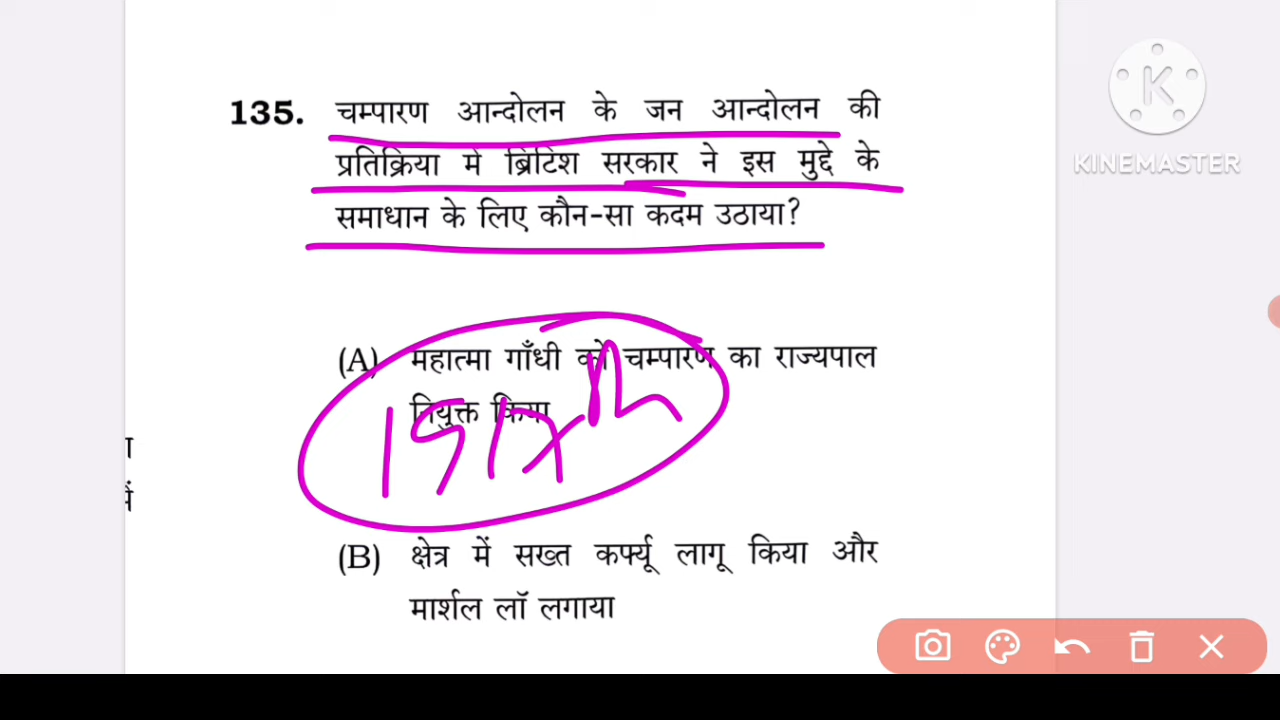 135. चम्पारण आन्दोलन के जन आन्दोलन की
प्रतिक्रिया में ब्रिटिश सरकार ने इस मुद्दे के
समाधान के लिए कौन-सा कदम उठाया?
(A) महात्मा गाँधी को चम्पारण का राज्यपाल
नियुक्त किया
(B) क्षेत्र में सख्त कर्फ्यू लागू किया और
मार्शल लॉ लगाया
KINEMASTER